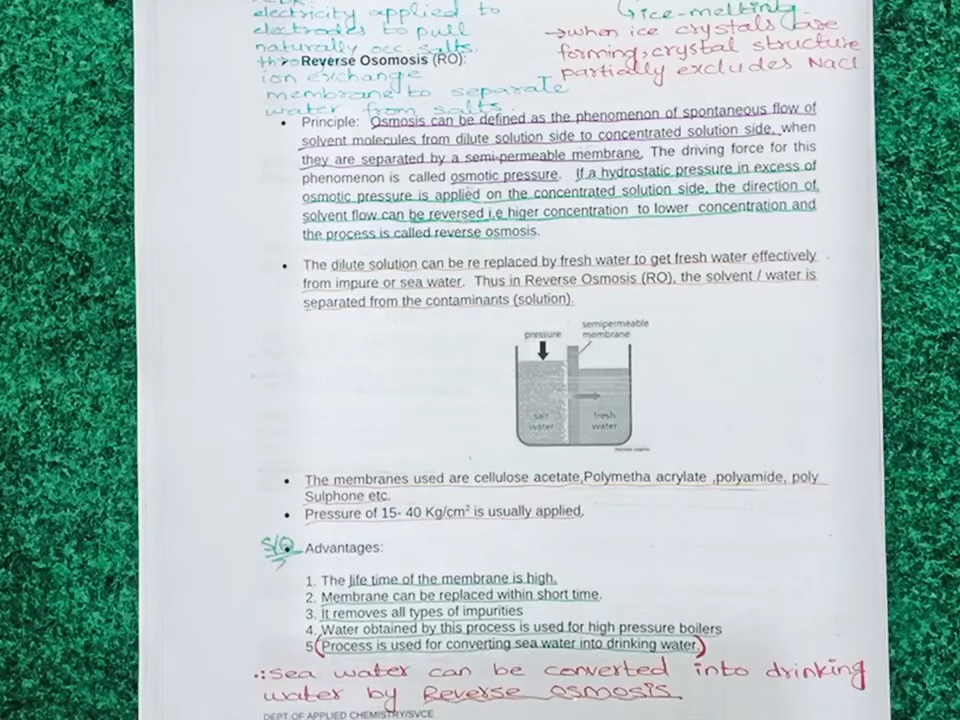 electricity applied to
electrodes to pull
naturally occ. salts.
thro
ion exchange
membrane to separate
water from salts.
↳ice-melting
→when ice crystals are
forming, crystal structure
partially excludes NaCl
➢ Reverse Osomosis (RO):
• Principle: Osmosis can be defined as the phenomenon of spontaneous flow of
solvent molecules from dilute solution side to concentrated solution side, when
they are separated by a semi-permeable membrane. The driving force for this
phenomenon is called osmotic pressure. If a hydrostatic pressure in excess of
osmotic pressure is applied on the concentrated solution side, the direction of
solvent flow can be reversed i.e higer concentration to lower concentration and
the process is called reverse osmosis.
• The dilute solution can be re replaced by fresh water to get fresh water effectively
from impure or sea water. Thus in Reverse Osmosis (RO), the solvent / water is
separated from the contaminants (solution).
pressure
semipermeable
membrane
salt
water
fresh
water
• The membranes used are cellulose acetate,Polymetha acrylate ,polyamide, poly
Sulphone etc.
• Pressure of 15- 40 Kg/cm² is usually applied.
S/Q
• Advantages:
1. The life time of the membrane is high.
2. Membrane can be replaced within short time.
3. It removes all types of impurities
4. Water obtained by this process is used for high pressure boilers
5 (Process is used for converting sea water into drinking water.)
∴ Sea water can be converted into drinking
water by Reverse osmosis.
DEPT OF APPLIED CHEMISTRY/SVCE